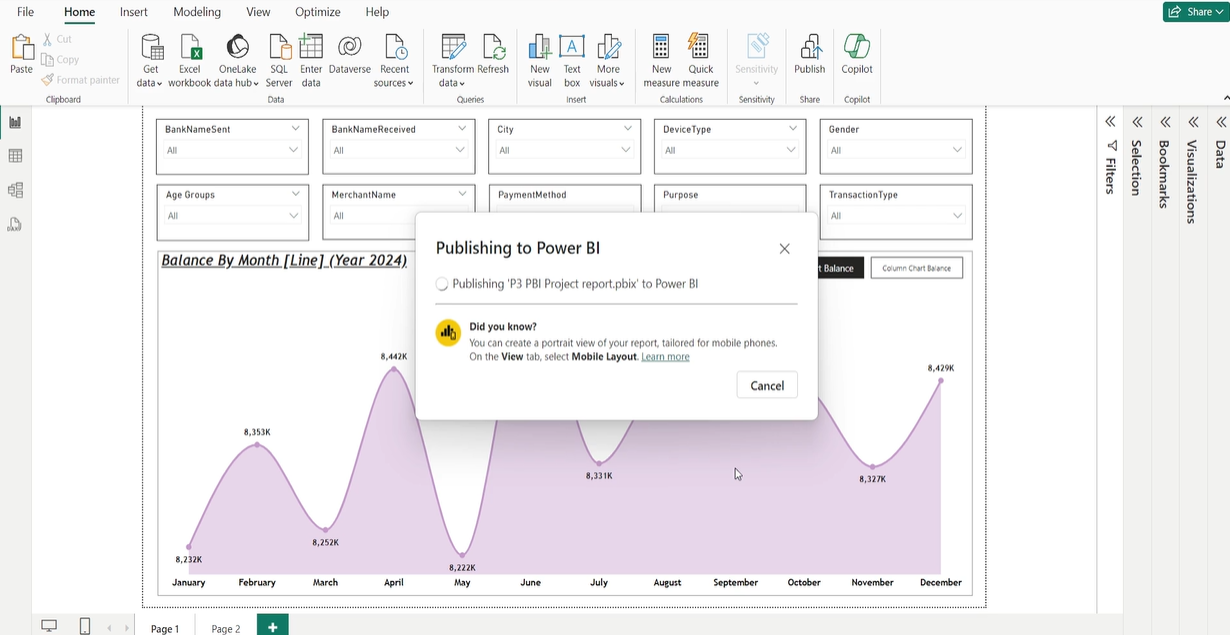 File Home Insert Modeling View Optimize Help Share
Paste
Cut
Copy
Format painter
Clipboard
Get data
Excel workbook
OneLake data hub
SQL Server
Enter data
Dataverse
Recent sources
Data
Transform data
Refresh
Queries
New visual
Text box
More visuals
Insert
New measure
Quick measure
Calculations
Sensitivity
Sensitivity
Publish
Share
Copilot
Copilot
BankNameSent
All
BankNameReceived
All
City
All
DeviceType
All
Gender
All
Age Groups
All
MerchantName
All
PaymentMethod
Purpose
TransactionType
All
Balance By Month [Line] (Year 2024)
t Balance
Column Chart Balance
Publishing to Power BI
Publishing 'P3 PBI Project report.pbix' to Power BI
Did you know?
You can create a portrait view of your report, tailored for mobile phones.
On the View tab, select Mobile Layout. Learn more
Cancel
8,232K
8,353K
8,252K
8,442K
8,222K
8,331K
8,327K
8,429K
January February March April May June July August September October November December
Filters
Selection
Bookmarks
Visualizations
Data
Page 1
Page 2